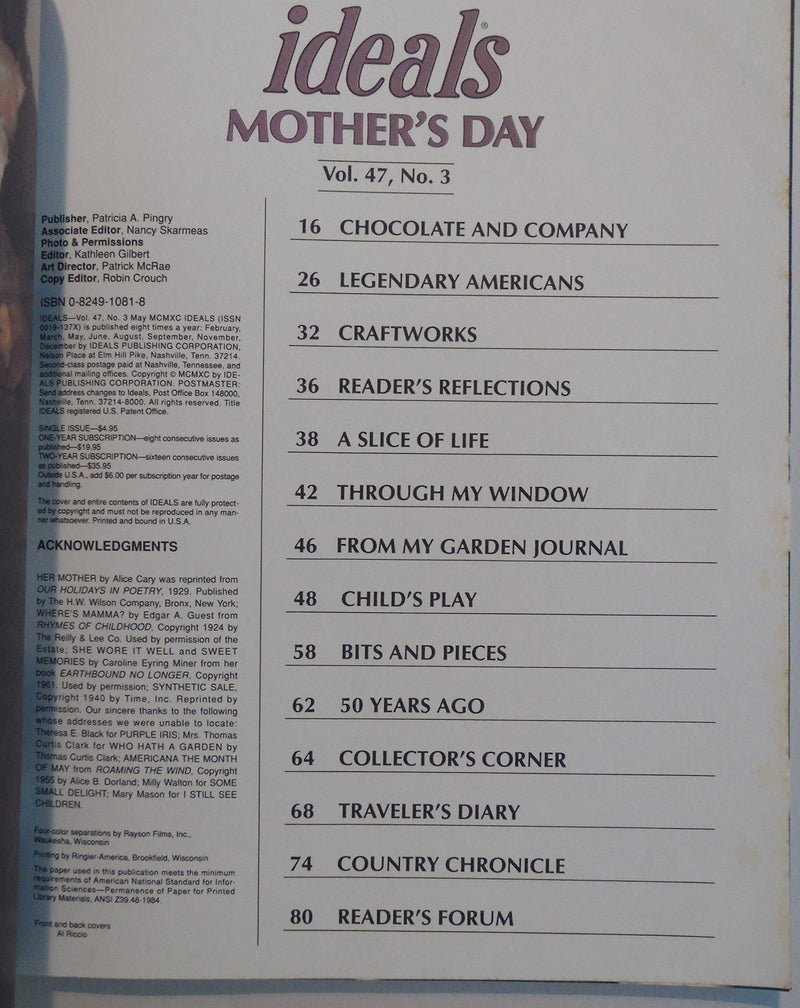 ideals®
MOTHER'S DAY
Vol. 47, No. 3
Publisher, Patricia A. Pingry
Associate Editor, Nancy Skarmeas
Photo & Permissions
Editor, Kathleen Gilbert
Art Director, Patrick McRae
Copy Editor, Robin Crouch
ISBN 0-8249-1081-8
IDEALS—Vol. 47, No. 3 May MCMXC IDEALS (ISSN
0019-137X) is published eight times a year: February,
March, May, June, August, September, November,
December by IDEALS PUBLISHING CORPORATION,
Nelson Place at Elm Hill Pike, Nashville, Tenn. 37214.
Second-class postage paid at Nashville, Tennessee, and
additional mailing offices. Copyright © MCMXC by IDE-
ALS PUBLISHING CORPORATION. POSTMASTER:
Send address changes to Ideals, Post Office Box 148000,
Nashville, Tenn. 37214-8000. All rights reserved. Title
IDEALS registered U.S. Patent Office.
SINGLE ISSUE—$4.95
ONE-YEAR SUBSCRIPTION—eight consecutive issues as
published—$19.95
TWO-YEAR SUBSCRIPTION—sixteen consecutive issues
as published—$35.95
Outside U.S.A., add $6.00 per subscription year for postage
and handling.
The cover and entire contents of IDEALS are fully protect-
ed by copyright and must not be reproduced in any man-
ner whatsoever. Printed and bound in U.S.A.
ACKNOWLEDGMENTS
HER MOTHER by Alice Cary was reprinted from
OUR HOLIDAYS IN POETRY, 1929. Published
by The H.W. Wilson Company, Bronx, New York;
WHERE'S MAMMA? by Edgar A. Guest from
RHYMES OF CHILDHOOD, Copyright 1924 by
The Reilly & Lee Co. Used by permission of the
Estate; SHE WORE IT WELL and SWEET
MEMORIES by Caroline Eyring Miner from her
book EARTHBOUND NO LONGER. Copyright
1961. Used by permission; SYNTHETIC SALE,
Copyright 1940 by Time, Inc. Reprinted by
permission. Our sincere thanks to the following
whose addresses we were unable to locate:
Theresa E. Black for PURPLE IRIS; Mrs. Thomas
Curtis Clark for WHO HATH A GARDEN by
Thomas Curtis Clark; AMERICANA THE MONTH
OF MAY from ROAMING THE WIND, Copyright
1955 by Alice B. Dorland; Milly Walton for SOME
SMALL DELIGHT; Mary Mason for I STILL SEE
CHILDREN.
Four-color separations by Rayson Films, Inc.,
Waukesha, Wisconsin
Printing by Ringier-America, Brookfield, Wisconsin
The paper used in this publication meets the minimum
requirements of American National Standard for Infor-
mation Sciences—Permanence of Paper for Printed
Library Materials, ANSI Z39.48-1984.
Front and back covers
Al Riccio
16 CHOCOLATE AND COMPANY
26 LEGENDARY AMERICANS
32 CRAFTWORKS
36 READER'S REFLECTIONS
38 A SLICE OF LIFE
42 THROUGH MY WINDOW
46 FROM MY GARDEN JOURNAL
48 CHILD'S PLAY
58 BITS AND PIECES
62 50 YEARS AGO
64 COLLECTOR'S CORNER
68 TRAVELER'S DIARY
74 COUNTRY CHRONICLE
80 READER'S FORUM